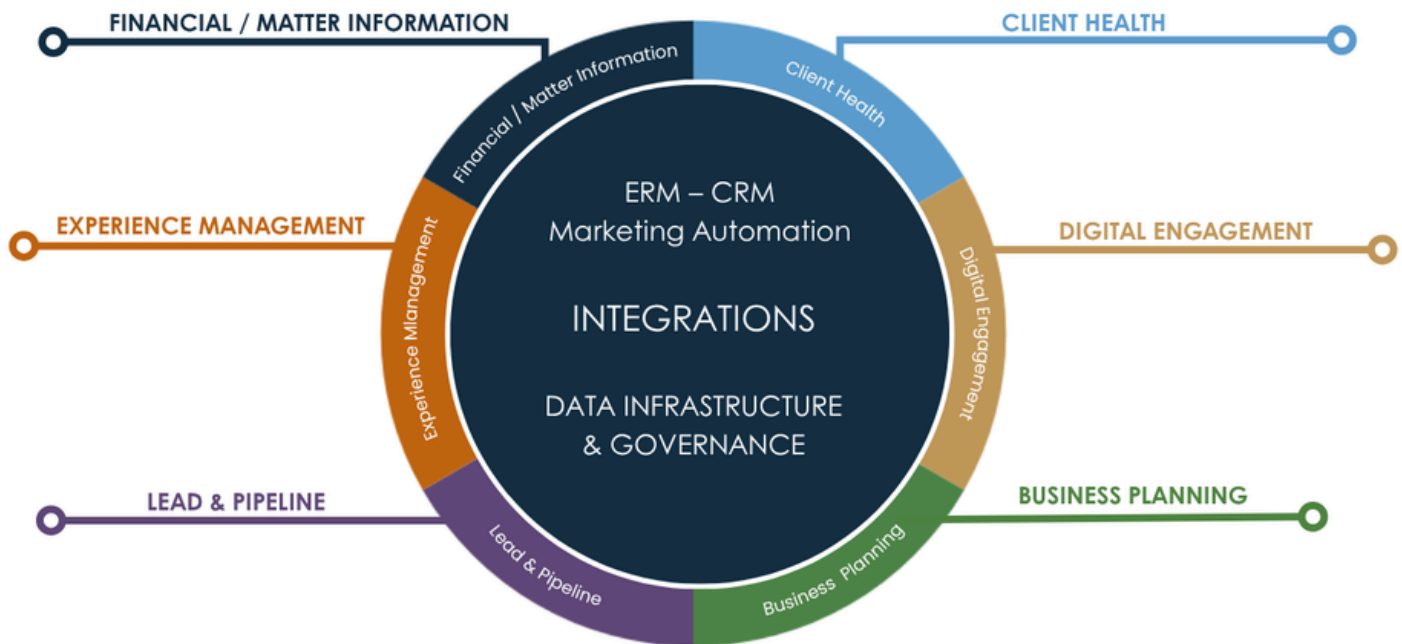 FINANCIAL / MATTER INFORMATION
CLIENT HEALTH
Financial / Matter Information
Client Health
EXPERIENCE MANAGEMENT
DIGITAL ENGAGEMENT
Experience Mlanagement
Digital Engagement
ERM – CRM
Marketing Automation
INTEGRATIONS
DATA INFRASTRUCTURE
& GOVERNANCE
LEAD & PIPELINE
BUSINESS PLANNING
Lead & Pipeline
Business Planning